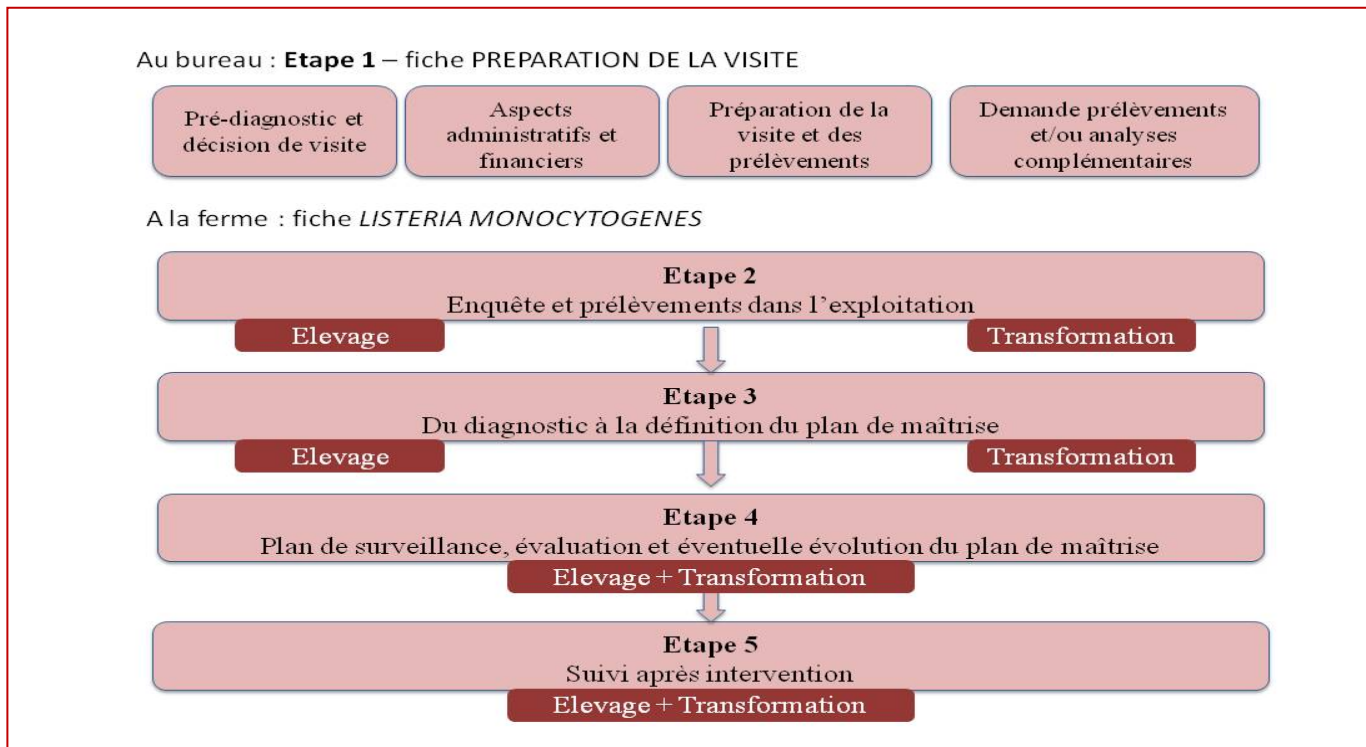 Au bureau : Etape 1 – fiche PREPARATION DE LA VISITE
Pré-diagnostic et
décision de visite
Aspects
administratifs et
financiers
Préparation de la
visite et des
prélèvements
Demande prélèvements
et/ou analyses
complémentaires
A la ferme : fiche LISTERIA MONOCYTOGENES
Etape 2
Enquête et prélèvements dans l'exploitation
Elevage
Transformation
Etape 3
Du diagnostic à la définition du plan de maîtrise
Elevage
Transformation
Etape 4
Plan de surveillance, évaluation et éventuelle évolution du plan de maîtrise
Elevage + Transformation
Etape 5
Suivi après intervention
Elevage + Transformation